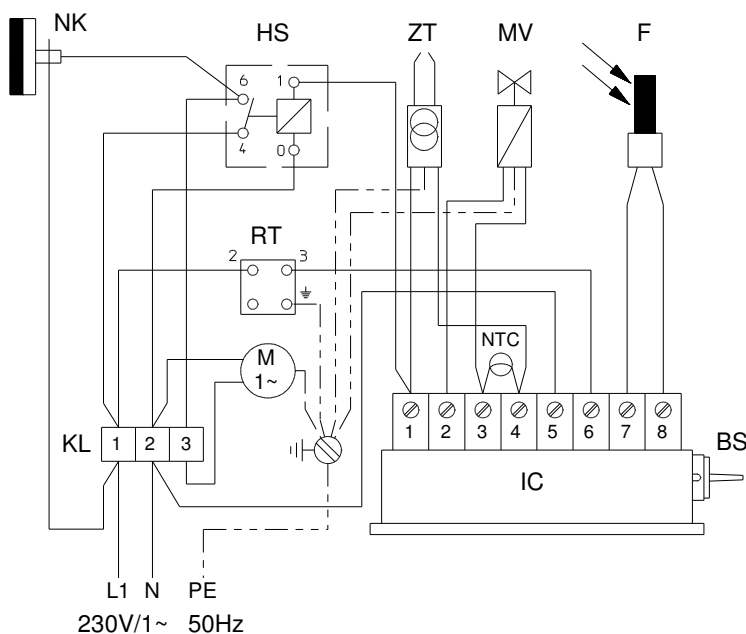 NK HS ZT MV F
6 1
4 0
RT
2 3
NTC
M
1~
1 2 3 4 5 6 7 8
KL 1 2 3
BS
IC
L1 N PE
230V/1~ 50Hz